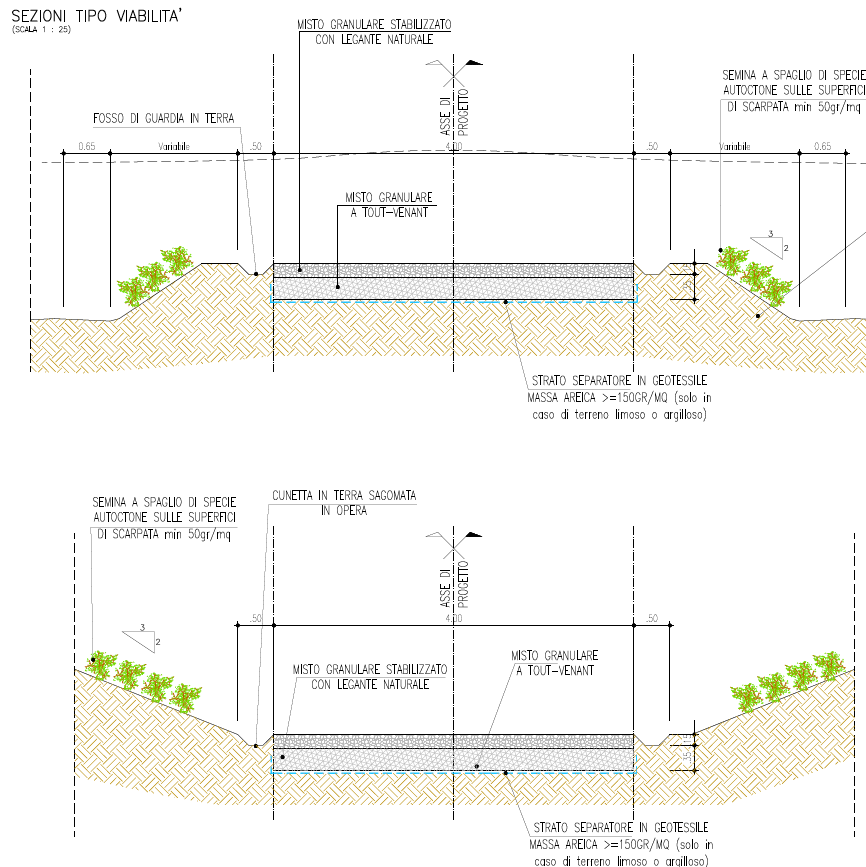 SEZIONI TIPO VIABILITA'
(SCALA 1 : 25)
MISTO GRANULARE STABILIZZATO
CON LEGANTE NATURALE
ASSE DI
PROGETTO
SEMINA A SPAGLIO DI SPECIE
AUTOCTONE SULLE SUPERFICI
DI SCARPATA min 50gr/mq
FOSSO DI GUARDIA IN TERRA
0.65
Variabile
.50
4.00
.50
Variabile
0.65
MISTO GRANULARE
A TOUT-VENANT
3
2
.35
STRATO SEPARATORE IN GEOTESSILE
MASSA AREICA >=150GR/MQ (solo in
caso di terreno limoso o argilloso)
SEMINA A SPAGLIO DI SPECIE
AUTOCTONE SULLE SUPERFICI
DI SCARPATA min 50gr/mq
CUNETTA IN TERRA SAGOMATA
IN OPERA
ASSE DI
PROGETTO
.50
4.00
.50
3
2
MISTO GRANULARE STABILIZZATO
CON LEGANTE NATURALE
MISTO GRANULARE
A TOUT-VENANT
.35
STRATO SEPARATORE IN GEOTESSILE
MASSA AREICA >=150GR/MQ (solo in
caso di terreno limoso o argilloso)